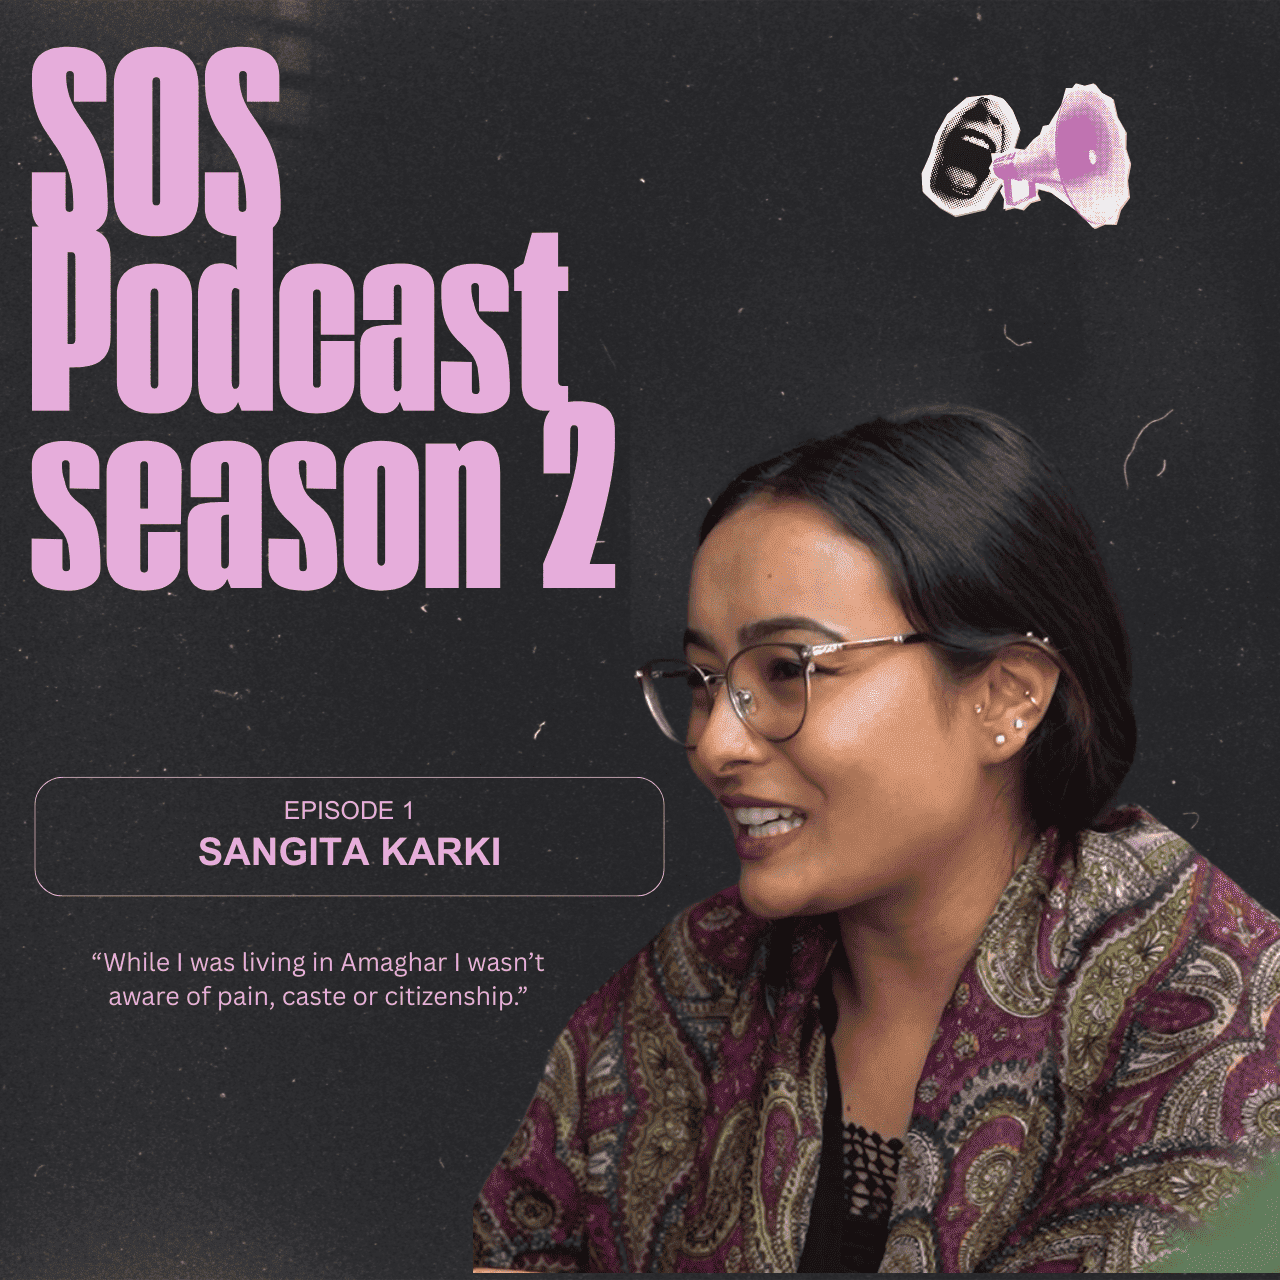 SOS
Podcast
season 2
EPISODE 1
SANGITA KARKI
“While I was living in Amaghar I wasn’t
aware of pain, caste or citizenship.”